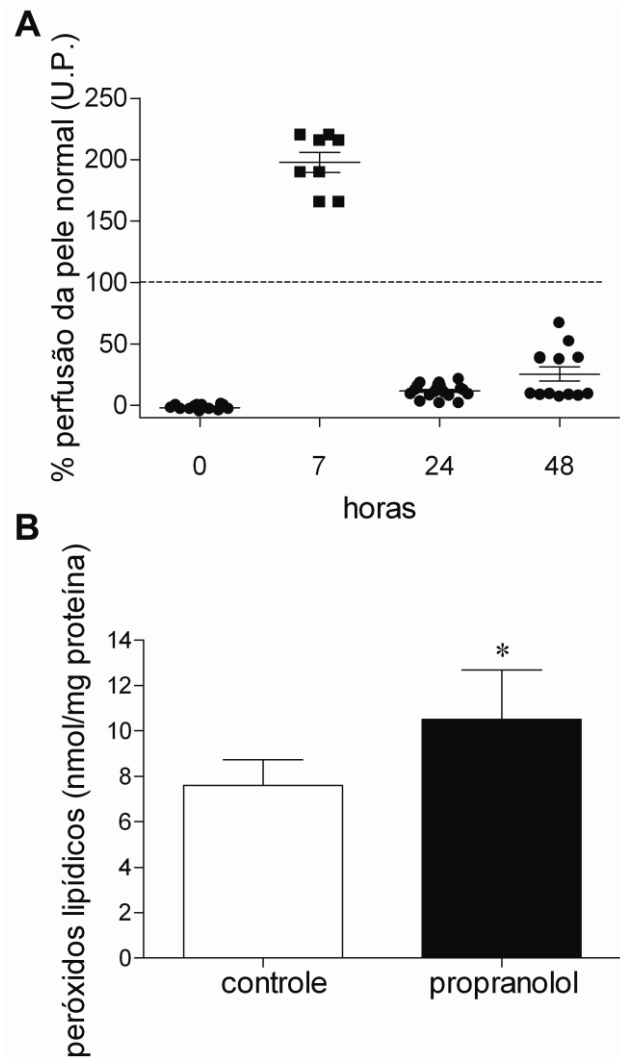 A
% perfusão da pele normal (U.P.)
250
200
150
100
50
0
0 7 24 48
horas
B
peróxidos lipídicos (nmol/mg proteína)
14
12
10
8
6
4
2
0
*
controle propranolol